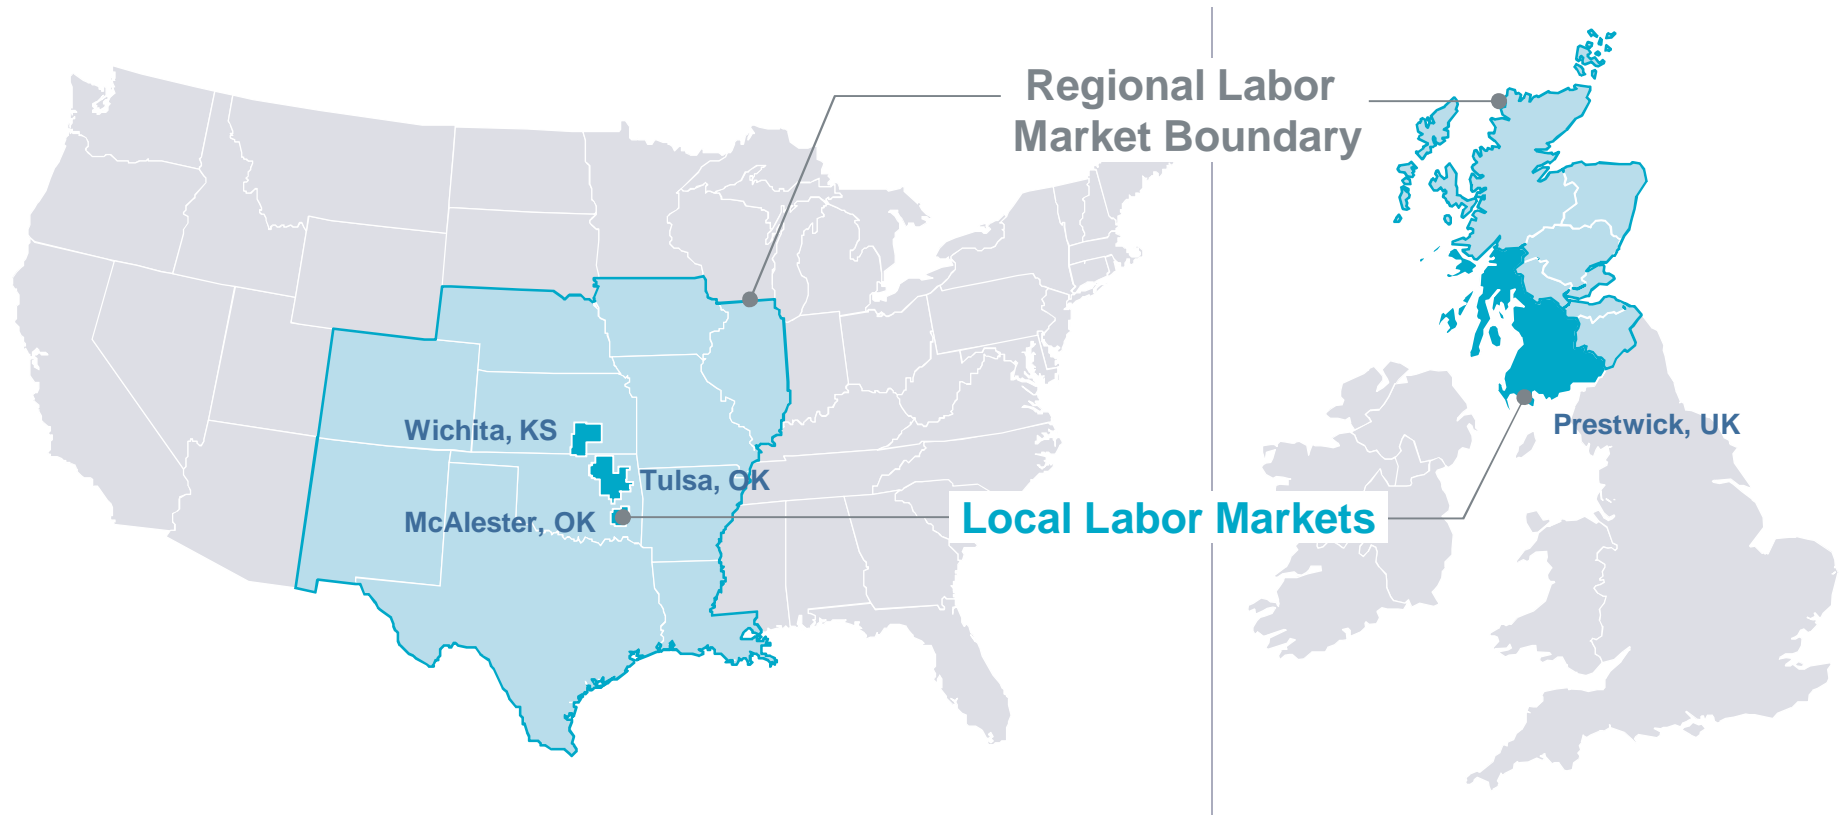 Regional Labor
Market Boundary
Wichita, KS
Tulsa, OK
McAlester, OK
Prestwick, UK
Local Labor Markets